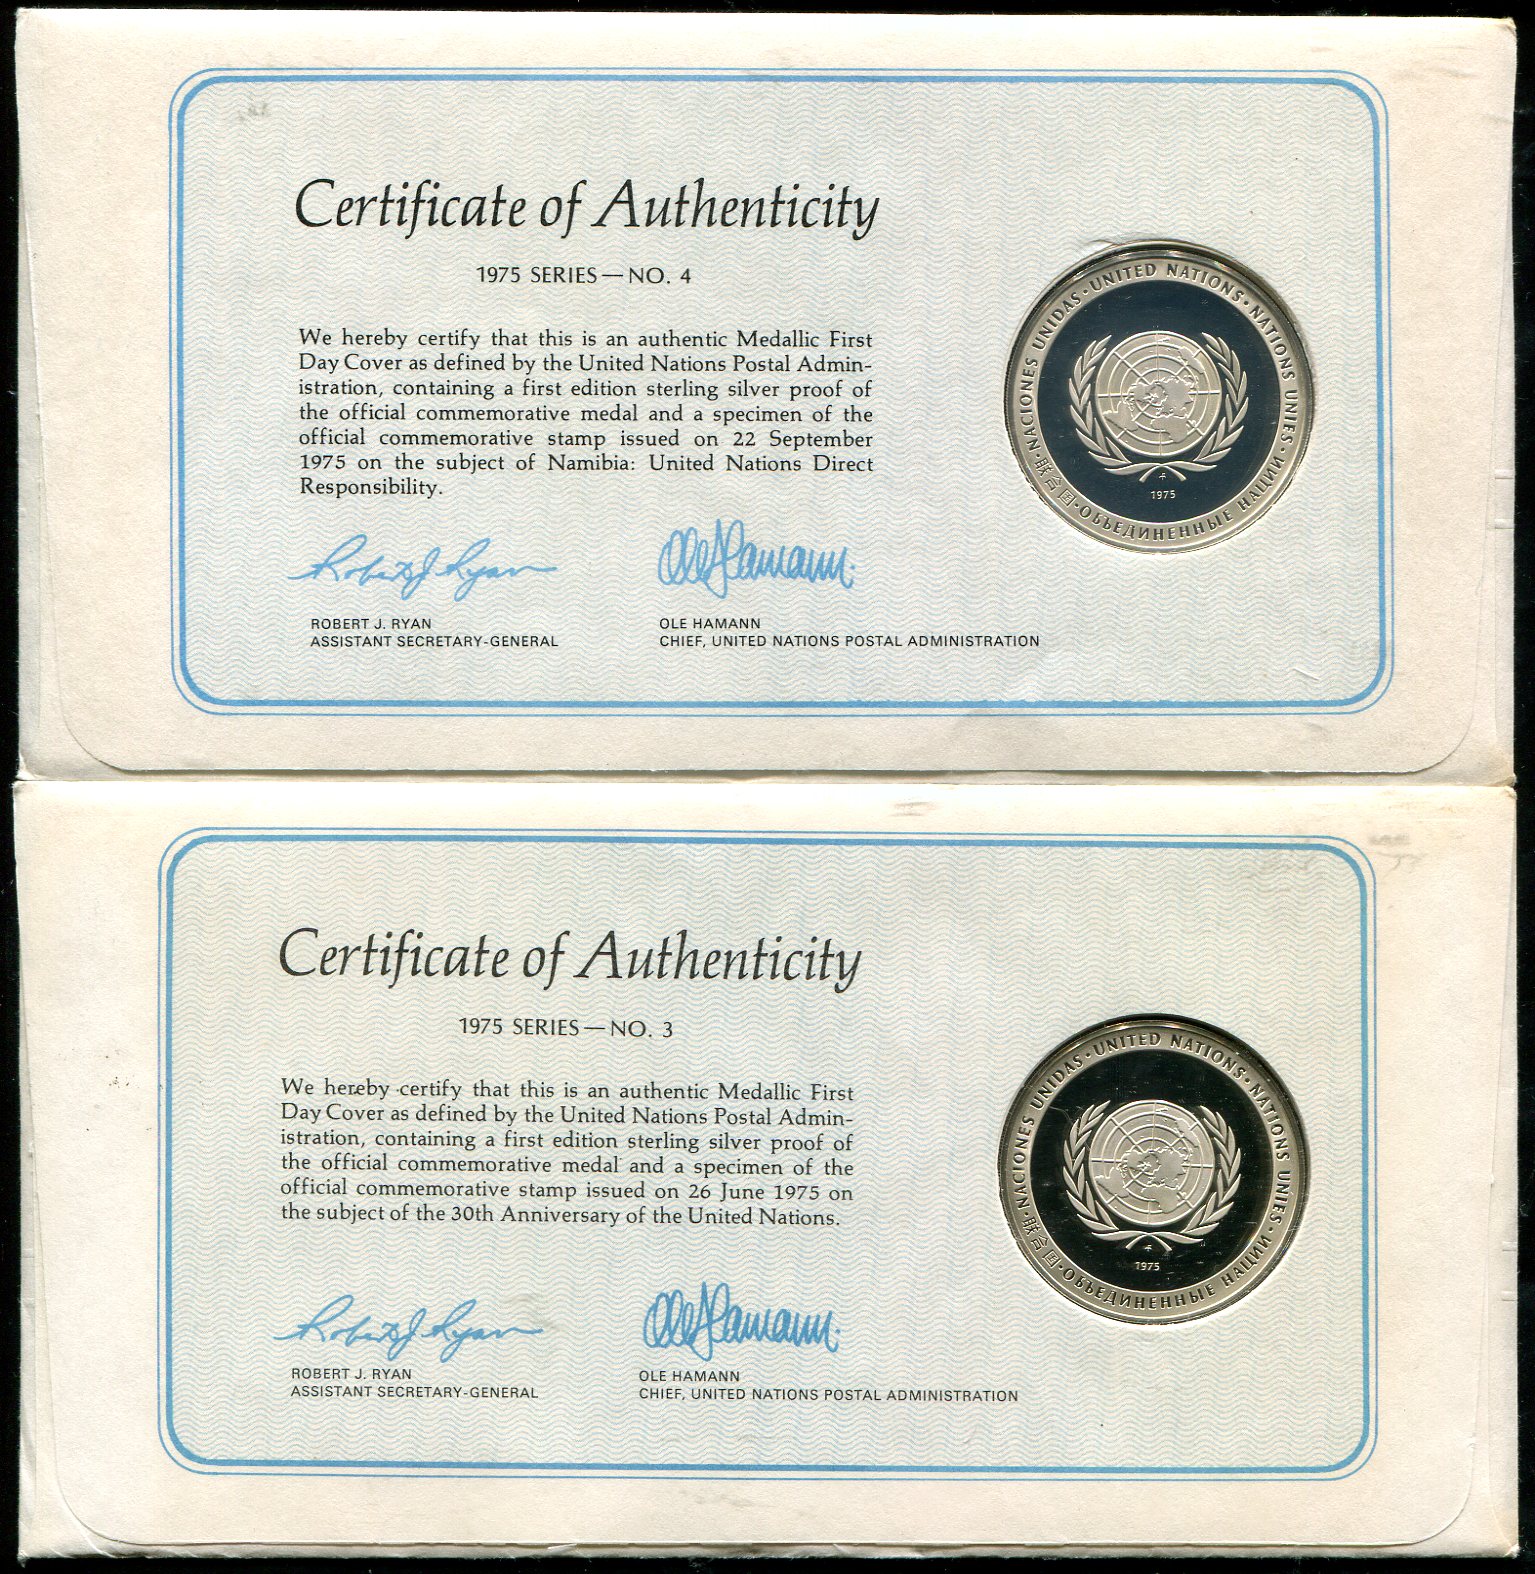 Certificate of Authenticity
1975 SERIES — NO. 4
We hereby certify that this is an authentic Medallic First
Day Cover as defined by the United Nations Postal Admin-
istration, containing a first edition sterling silver proof of
the official commemorative medal and a specimen of the
official commemorative stamp issued on 22 September
1975 on the subject of Namibia: United Nations Direct
Responsibility.
Robert J. Ryan
Ole Hamann
ROBERT J. RYAN
ASSISTANT SECRETARY-GENERAL
OLE HAMANN
CHIEF, UNITED NATIONS POSTAL ADMINISTRATION
NACIONES UNIDAS · UNITED NATIONS · NATIONS UNIES · ОБЪЕДИНЕННЫЕ НАЦИИ · 联合国 ·
1975
Certificate of Authenticity
1975 SERIES — NO. 3
We hereby certify that this is an authentic Medallic First
Day Cover as defined by the United Nations Postal Admin-
istration, containing a first edition sterling silver proof of
the official commemorative medal and a specimen of the
official commemorative stamp issued on 26 June 1975 on
the subject of the 30th Anniversary of the United Nations.
Robert J. Ryan
Ole Hamann
ROBERT J. RYAN
ASSISTANT SECRETARY-GENERAL
OLE HAMANN
CHIEF, UNITED NATIONS POSTAL ADMINISTRATION
NACIONES UNIDAS · UNITED NATIONS · NATIONS UNIES · ОБЪЕДИНЕННЫЕ НАЦИИ · 联合国 ·
1975